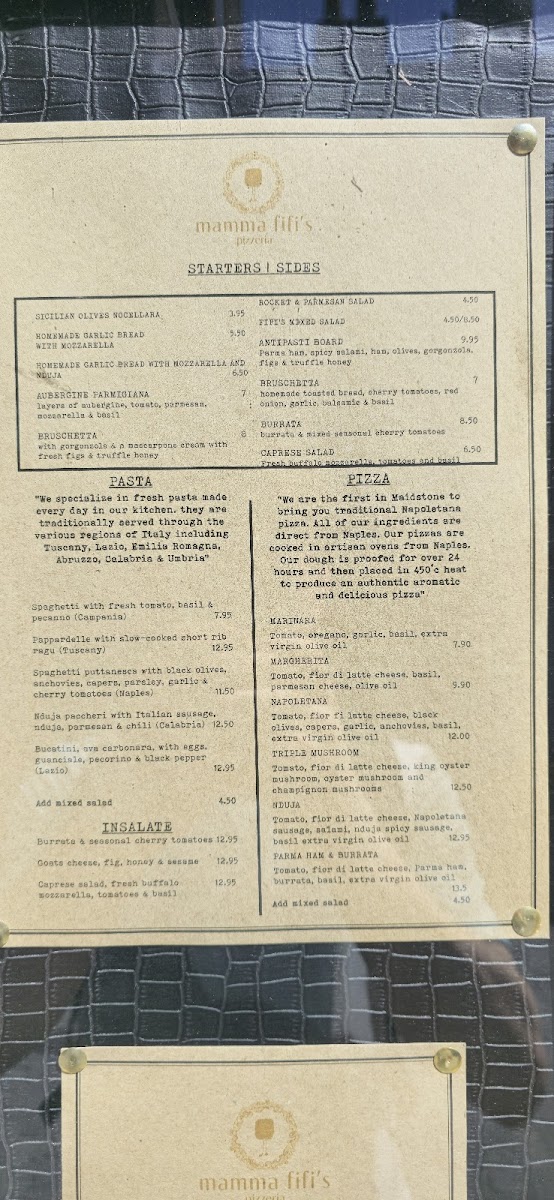 mamma fifi's
pizzeria
STARTERS | SIDES
SICILIAN OLIVES NOCELLARA 3.95
HOMEMADE GARLIC BREAD 5.50
WITH MOZZARELLA
HOMEMADE GARLIC BREAD WITH MOZZARELLA AND
NDUJA 6.50
AUBERGINE PARMIGIANA 7
layers of aubergine, tomato, parmesan,
mozzarella & basil
BRUSCHETTA 8
with gorgonzola & a mascarpone cream with
fresh figs & truffle honey
ROCKET & PARMESAN SALAD 4.50
FIFI'S MIXED SALAD 4.50/8.50
ANTIPASTI BOARD 9.95
Parma ham, spicy salami, ham, olives, gorgonzola,
figs & truffle honey
BRUSCHETTA 7
homemade toasted bread, cherry tomatoes, red
onion, garlic, balsamic & basil
BURRATA 8.50
burrata & mixed seasonal cherry tomatoes
CAPRESE SALAD 6.50
Fresh buffalo mozzarella, tomatoes and basil
PASTA
"We specialize in fresh pasta made
every day in our kitchen. they are
traditionally served through the
various regions of Italy including
Tuscany, Lazio, Emilia Romagna,
Abruzzo, Calabria & Umbria"
Spaghetti with fresh tomato, basil &
pecanno (Campania) 7.95
Pappardelle with slow-cooked short rib
ragu (Tuscany) 12.95
Spaghetti puttanesca with black olives,
anchovies, capers, parsley, garlic &
cherry tomatoes (Naples) 11.50
Nduja paccheri with Italian sausage,
nduja, parmesan & chili (Calabria) 12.50
Bucatini, ova carbonara, with eggs,
guanciale, pecorino & black pepper
(Lazio) 12.95
Add mixed salad 4.50
INSALATE
Burrata & seasonal cherry tomatoes 12.95
Goats cheese, fig, honey & sesame 12.95
Caprese salad, fresh buffalo 12.95
mozzarella, tomatoes & basil
PIZZA
"We are the first in Maidstone to
bring you traditional Napoletana
pizza. All of our ingredients are
direct from Naples. Our pizzas are
cooked in artisan ovens from Naples.
Our dough is proofed for over 24
hours and then placed in 450°c heat
to produce an authentic aromatic
and delicious pizza"
MARINARA
Tomato, oregano, garlic, basil, extra
virgin olive oil 7.90
MARGHERITA
Tomato, fior di latte cheese, basil,
parmesan cheese, olive oil 9.90
NAPOLETANA
Tomato, fior fi latte cheese, black
olives, capers, garlic, anchovies, basil,
extra virgin olive oil 12.00
TRIPLE MUSHROOM
Tomato, fior di latte cheese, king oyster
mushroom, oyster mushroom and
champignon mushrooms 12.50
NDUJA
Tomato, fior di latte cheese, Napoletana
sausage, salami, nduja spicy sausage,
basil extra virgin olive oil 12.95
PARMA HAM & BURRATA
Tomato, fior di latte cheese, Parma ham,
burrata, basil, extra virgin olive oil
13.5
Add mixed salad 4.50
mamma fifi's
pizzeria